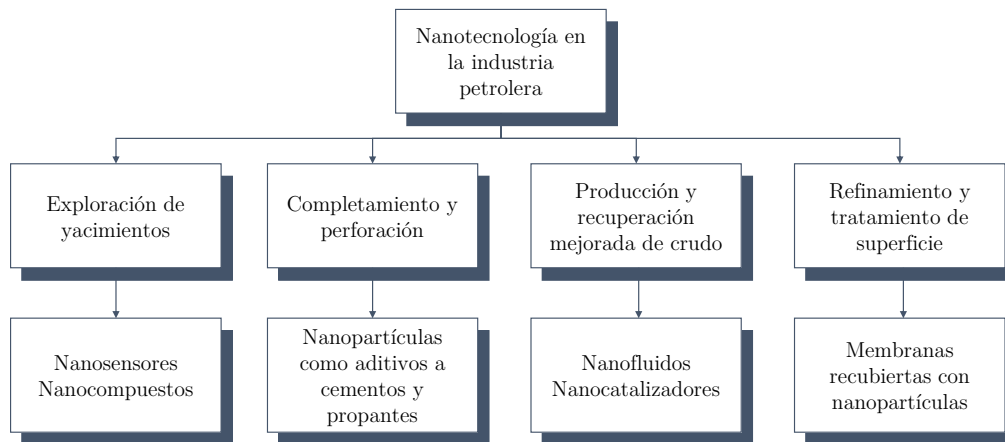 Nanotecnología en
la industria
petrolera
Exploración de
yacimientos
Completamiento y
perforación
Producción y
recuperación
mejorada de crudo
Refinamiento y
tratamiento de
superficie
Nanosensores
Nanocompuestos
Nanopartículas
como aditivos a
cementos y
propantes
Nanofluidos
Nanocatalizadores
Membranas
recubiertas con
nanopartículas